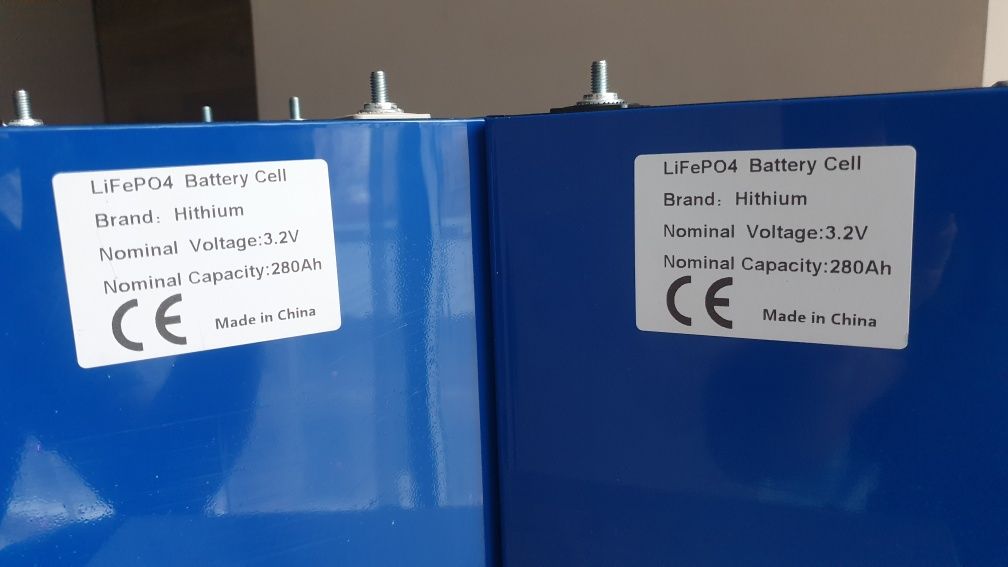 LiFePO4 Battery Cell
Brand: Hithium
Nominal Voltage:3.2V
Nominal Capacity:280Ah
CE Made in China
LiFePO4 Battery Cell
Brand: Hithium
Nominal Voltage:3.2V
Nominal Capacity:280Ah
CE Made in China